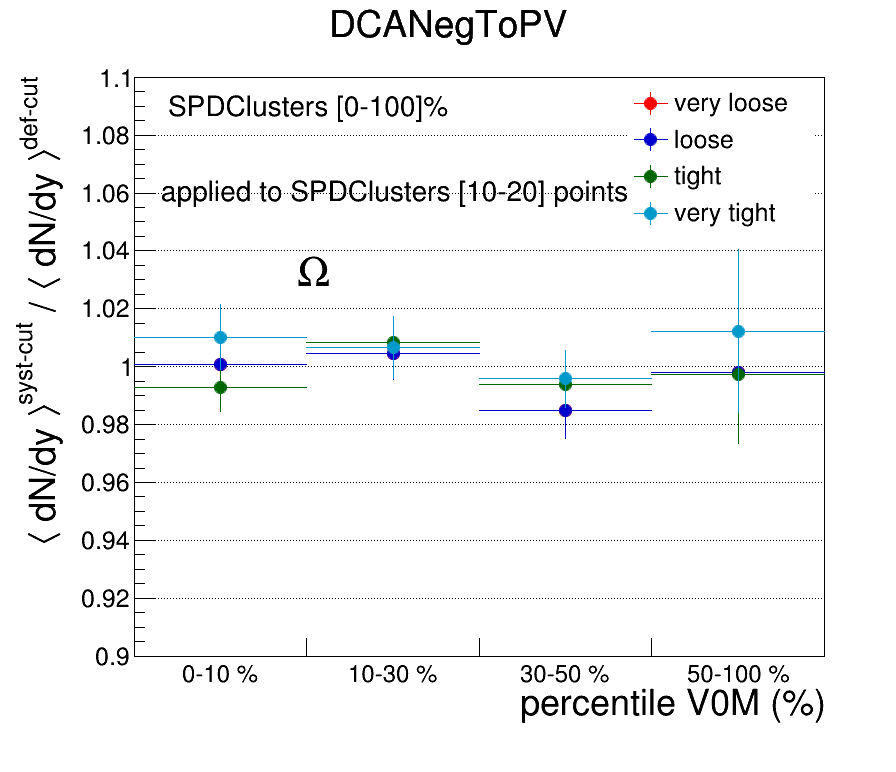 DCANegToPV
⟨ dN/dy ⟩^syst-cut / ⟨ dN/dy ⟩^def-cut
1.1
1.08
1.06
1.04
1.02
1
0.98
0.96
0.94
0.92
0.9
SPDClusters [0-100]%
applied to SPDClusters [10-20] points
Ω
very loose
loose
tight
very tight
0-10 % 10-30 % 30-50 % 50-100 %
percentile V0M (%)